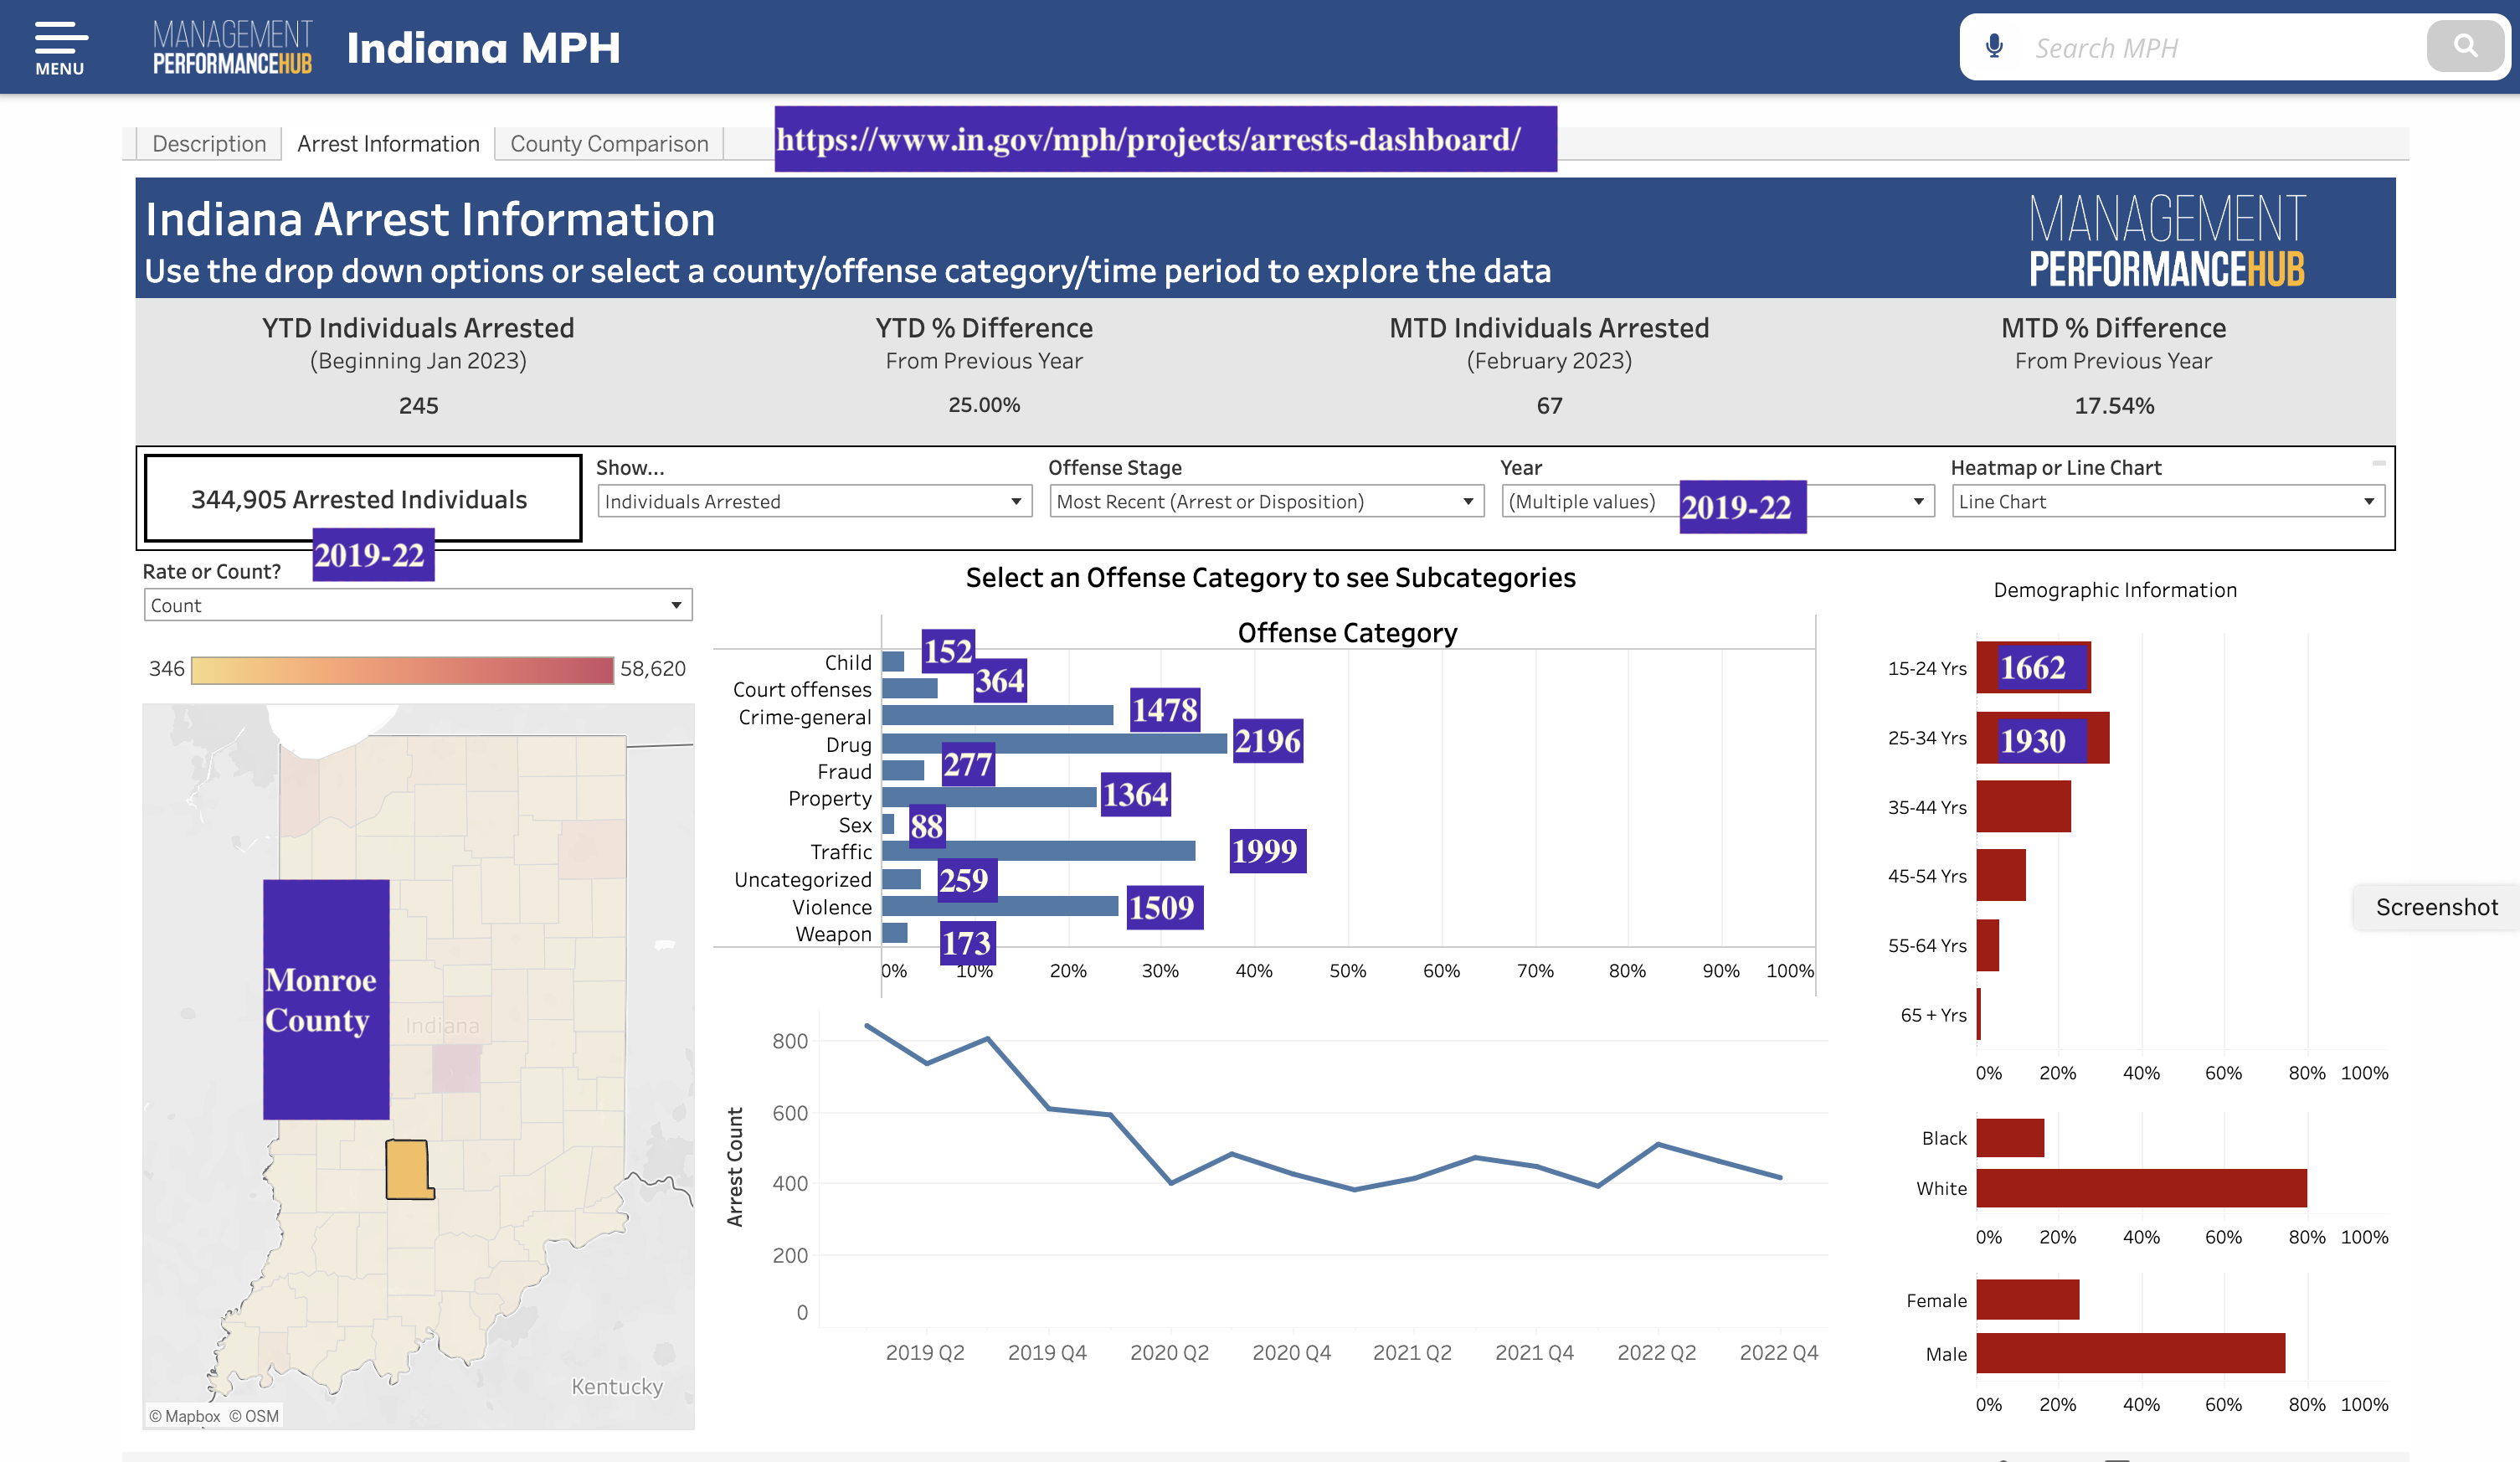 MENU
MANAGEMENT
PERFORMANCEHUB
Indiana MPH
Search MPH
Description
Arrest Information
County Comparison
https://www.in.gov/mph/projects/arrests-dashboard/
Indiana Arrest Information
Use the drop down options or select a county/offense category/time period to explore the data
MANAGEMENT
PERFORMANCEHUB
YTD Individuals Arrested
(Beginning Jan 2023)
245
YTD % Difference
From Previous Year
25.00%
MTD Individuals Arrested
(February 2023)
67
MTD % Difference
From Previous Year
17.54%
344,905 Arrested Individuals
2019-22
Show...
Individuals Arrested
Offense Stage
Most Recent (Arrest or Disposition)
Year
(Multiple values)
2019-22
Heatmap or Line Chart
Line Chart
Rate or Count?
Count
346
58,620
Monroe
County
Indiana
Kentucky
© Mapbox © OSM
Select an Offense Category to see Subcategories
Offense Category
Child 152
Court offenses 364
Crime-general 1478
Drug 2196
Fraud 277
Property 1364
Sex 88
Traffic 1999
Uncategorized 259
Violence 1509
Weapon 173
0% 10% 20% 30% 40% 50% 60% 70% 80% 90% 100%
Arrest Count
800
600
400
200
0
2019 Q2 2019 Q4 2020 Q2 2020 Q4 2021 Q2 2021 Q4 2022 Q2 2022 Q4
Demographic Information
15-24 Yrs 1662
25-34 Yrs 1930
35-44 Yrs
45-54 Yrs
55-64 Yrs
65 + Yrs
0% 20% 40% 60% 80% 100%
Black
White
0% 20% 40% 60% 80% 100%
Female
Male
0% 20% 40% 60% 80% 100%
Screenshot